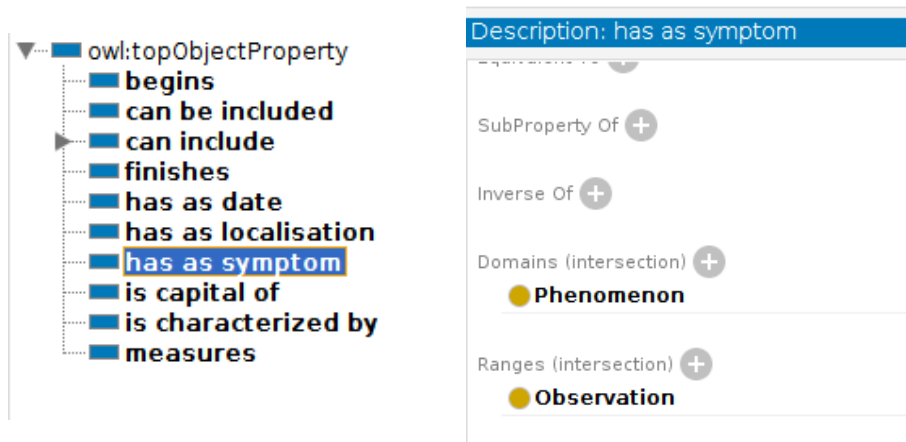 owl:topObjectProperty
begins
can be included
can include
finishes
has as date
has as localisation
has as symptom
is capital of
is characterized by
measures
Description: has as symptom
SubProperty Of
Inverse Of
Domains (intersection)
Phenomenon
Ranges (intersection)
Observation